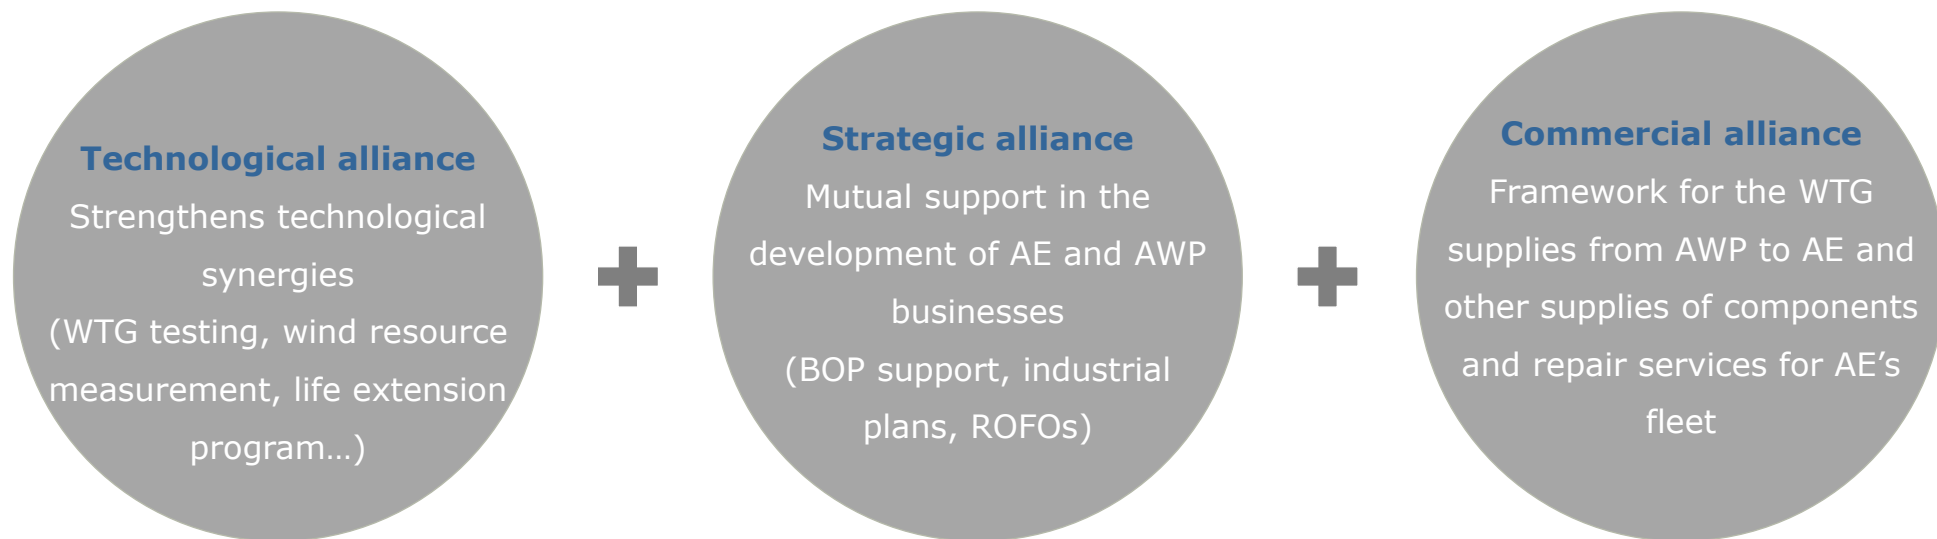 Technological alliance
Strengthens technological
synergies
(WTG testing, wind resource
measurement, life extension
program…)
Strategic alliance
Mutual support in the
development of AE and AWP
businesses
(BOP support, industrial
plans, ROFOs)
Commercial alliance
Framework for the WTG
supplies from AWP to AE and
other supplies of components
and repair services for AE’s
fleet